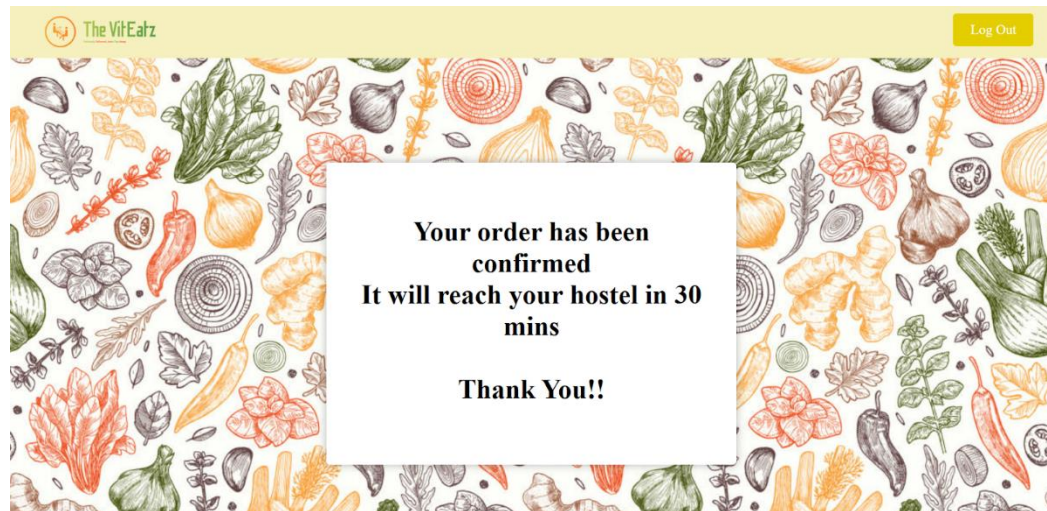 The VitEatz
Log Out
Your order has been
confirmed
It will reach your hostel in 30
mins
Thank You!!